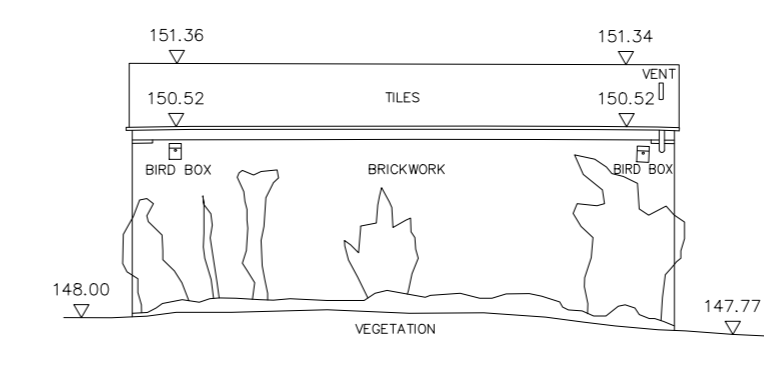 151.36
151.34
VENT
150.52
TILES
150.52
BIRD BOX
BRICKWORK
BIRD BOX
148.00
147.77
VEGETATION